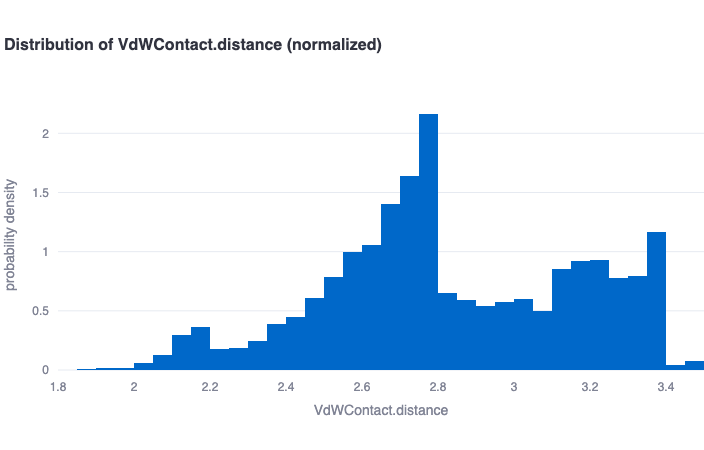 Distribution of VdWContact.distance (normalized)
2
1.5
1
0.5
0
probability density
1.8 2 2.2 2.4 2.6 2.8 3 3.2 3.4
VdWContact.distance